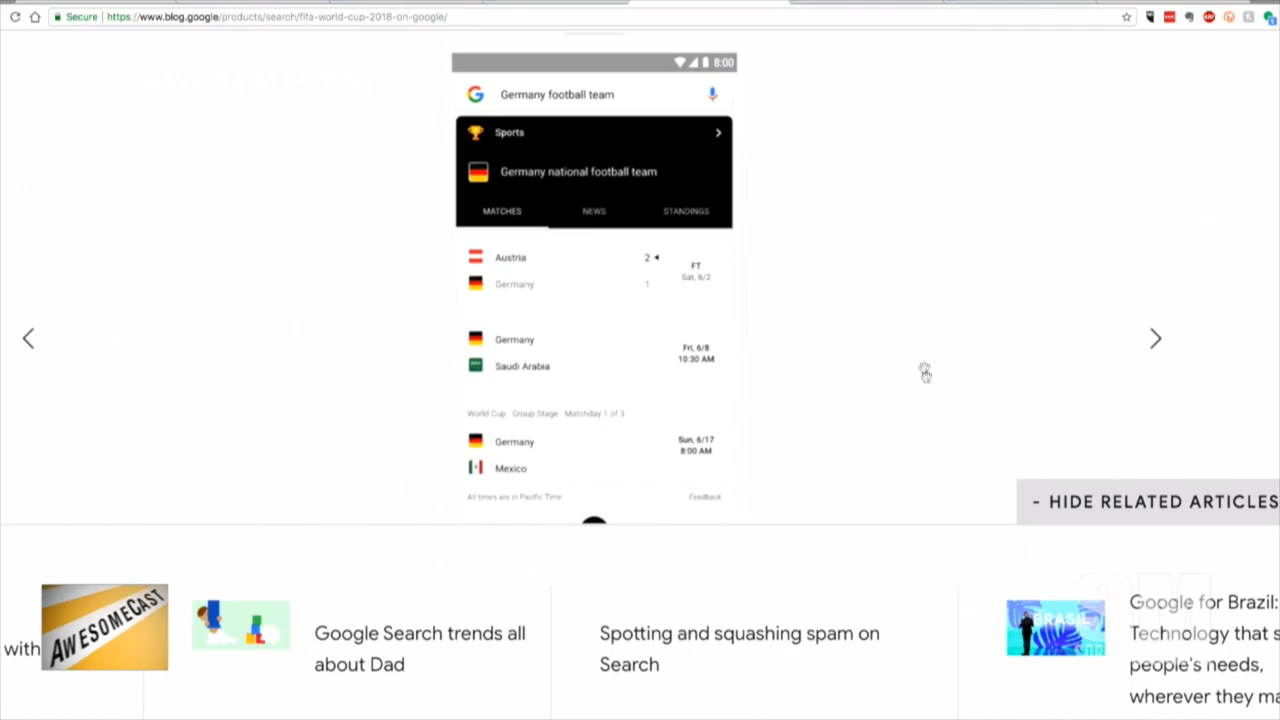 Secure | https://www.blog.google/products/search/fifa-world-cup-2018-on-google/
8:00
Germany football team
Sports
Germany national football team
MATCHES NEWS STANDINGS
Austria 2
FT
Sat, 6/2
Germany 1
Germany
Fri, 6/8
10:30 AM
Saudi Arabia
World Cup Group Stage Matchday 1 of 3
Germany
Sun, 6/17
8:00 AM
Mexico
All times are in Pacific Time Feedback
- HIDE RELATED ARTICLES
with
AWESOMECAST
Google Search trends all
about Dad
Spotting and squashing spam on
Search
BRASIL
Google for Brazil:
Technology that s
people's needs,
wherever they ma